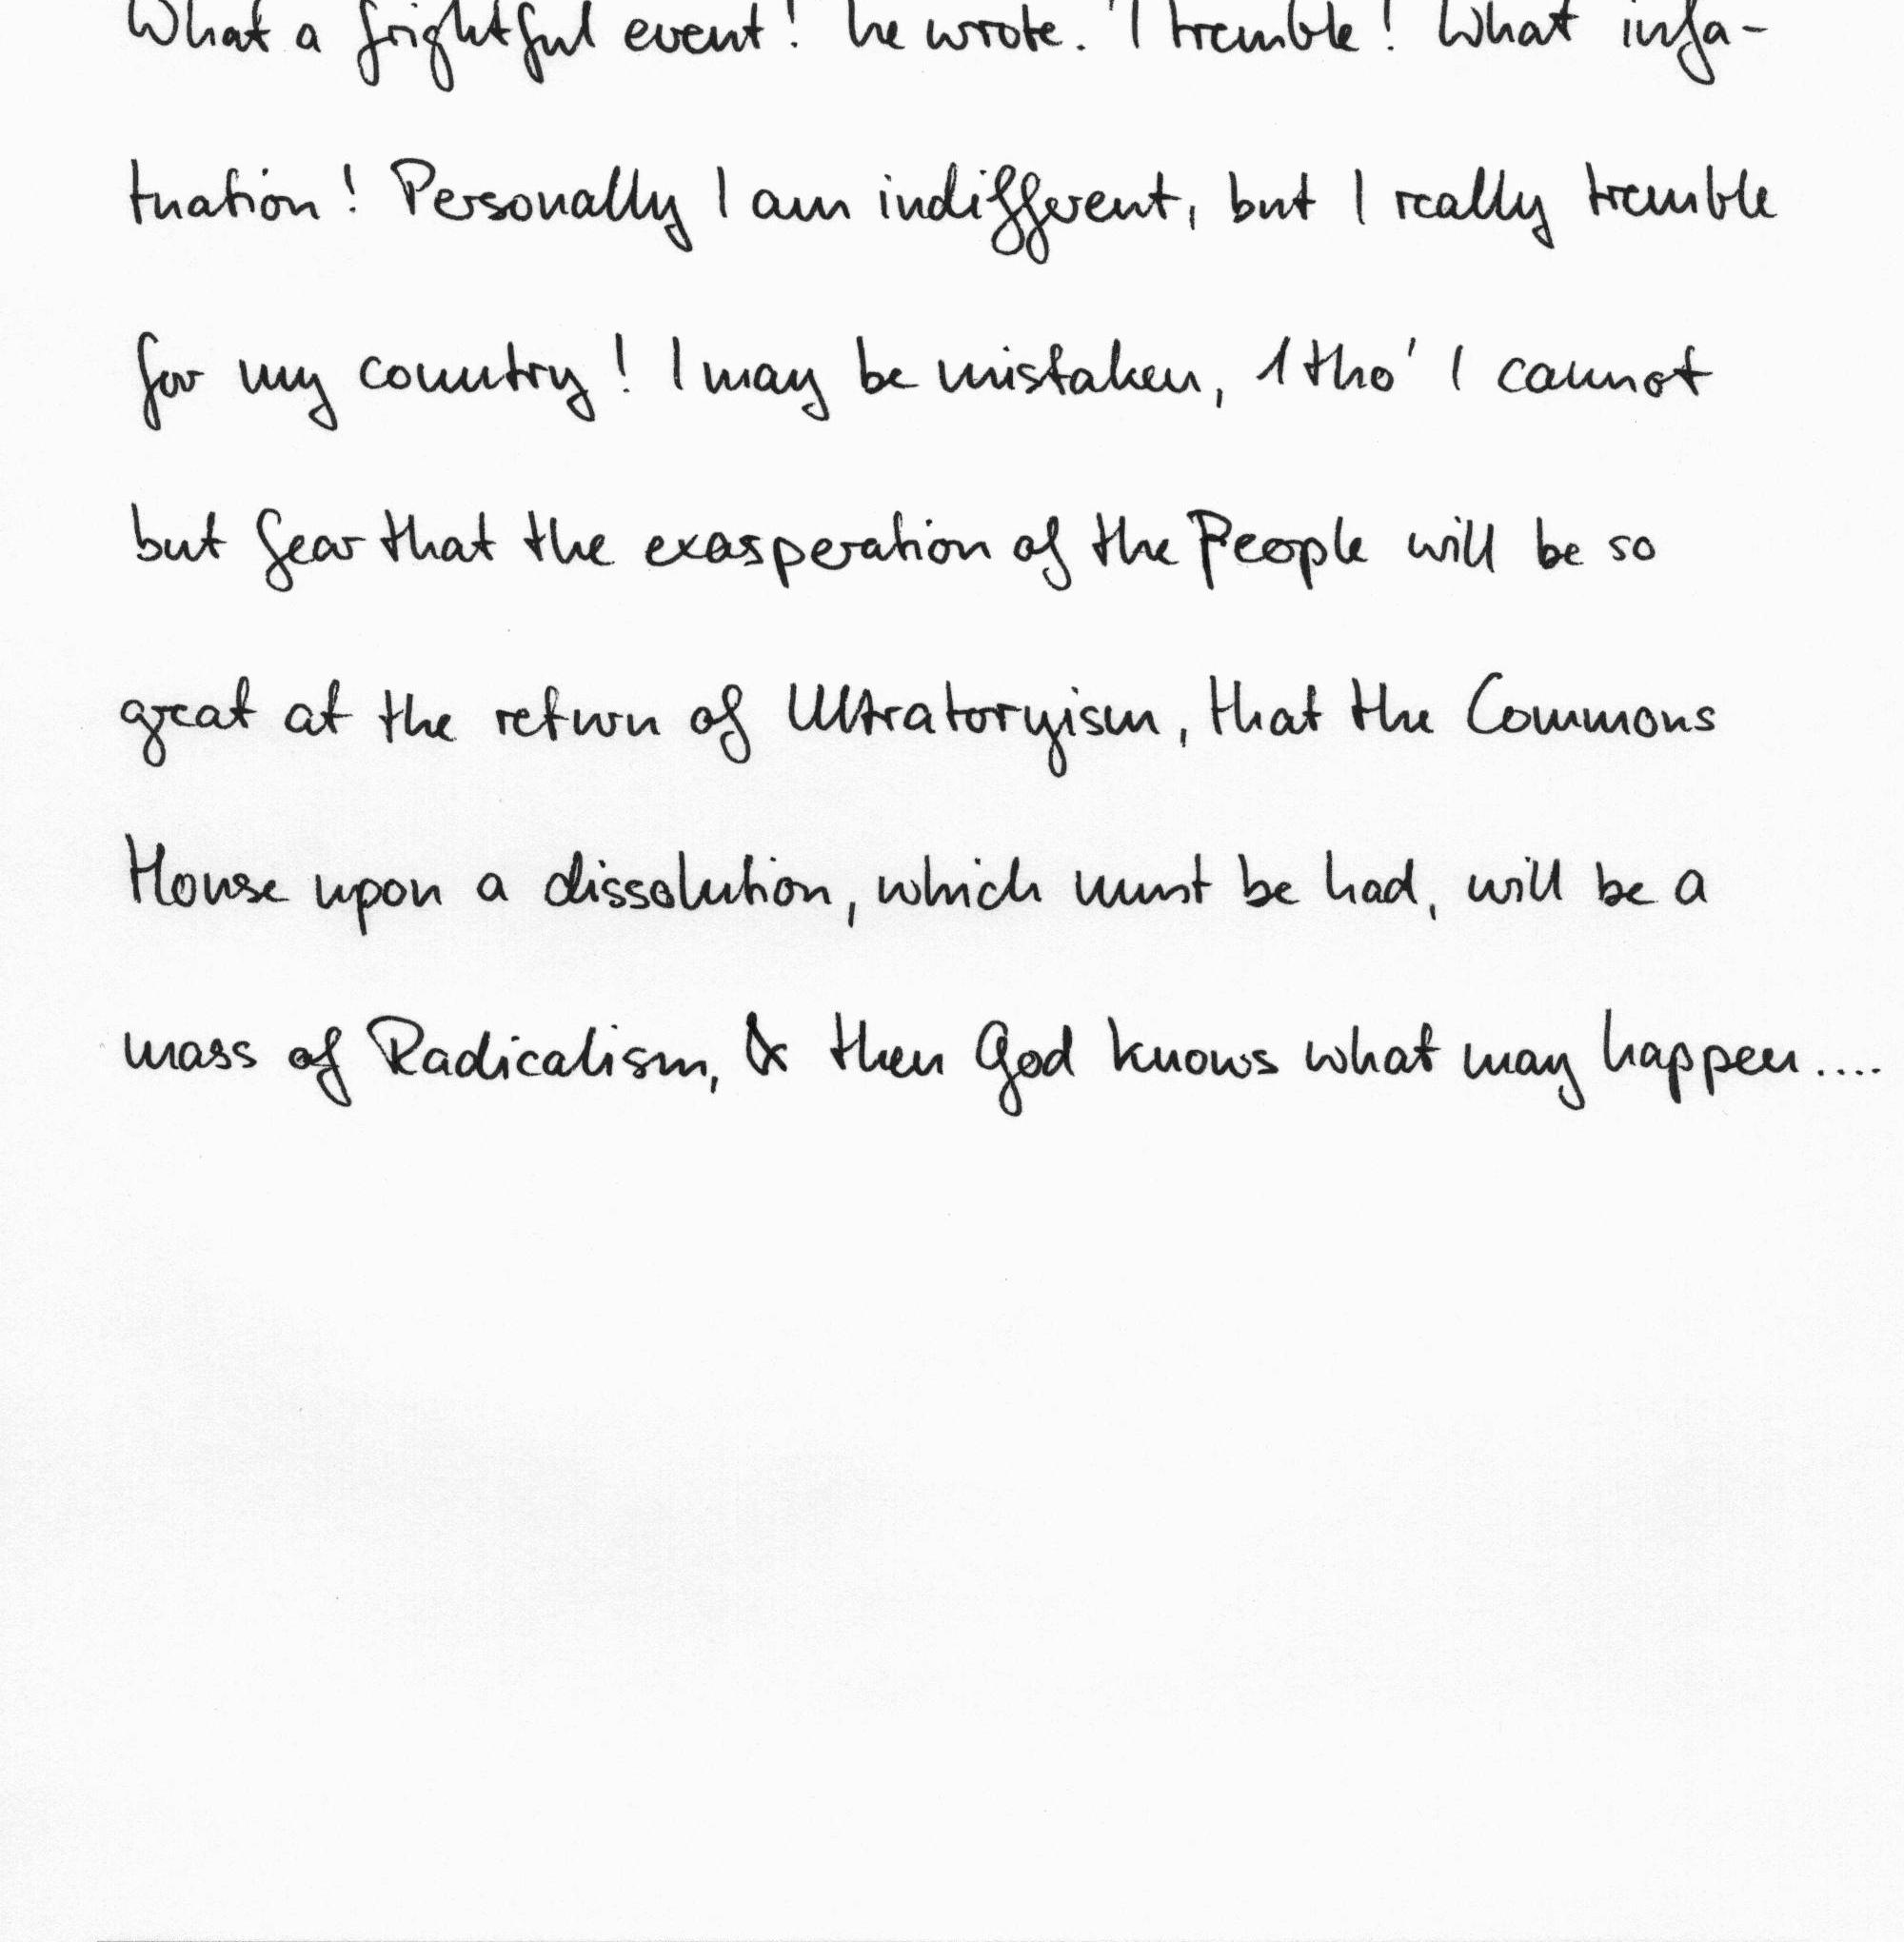 What a frightful event! he wrote. 'I tremble! What infa-
tuation! Personally I am indifferent, but I really tremble
for my country! I may be mistaken, 1tho' I cannot
but fear that the exasperation of the People will be so
great at the return of Ultratoryism, that the Commons
House upon a dissolution, which must be had, will be a
mass of Radicalism, & then God knows what may happen....